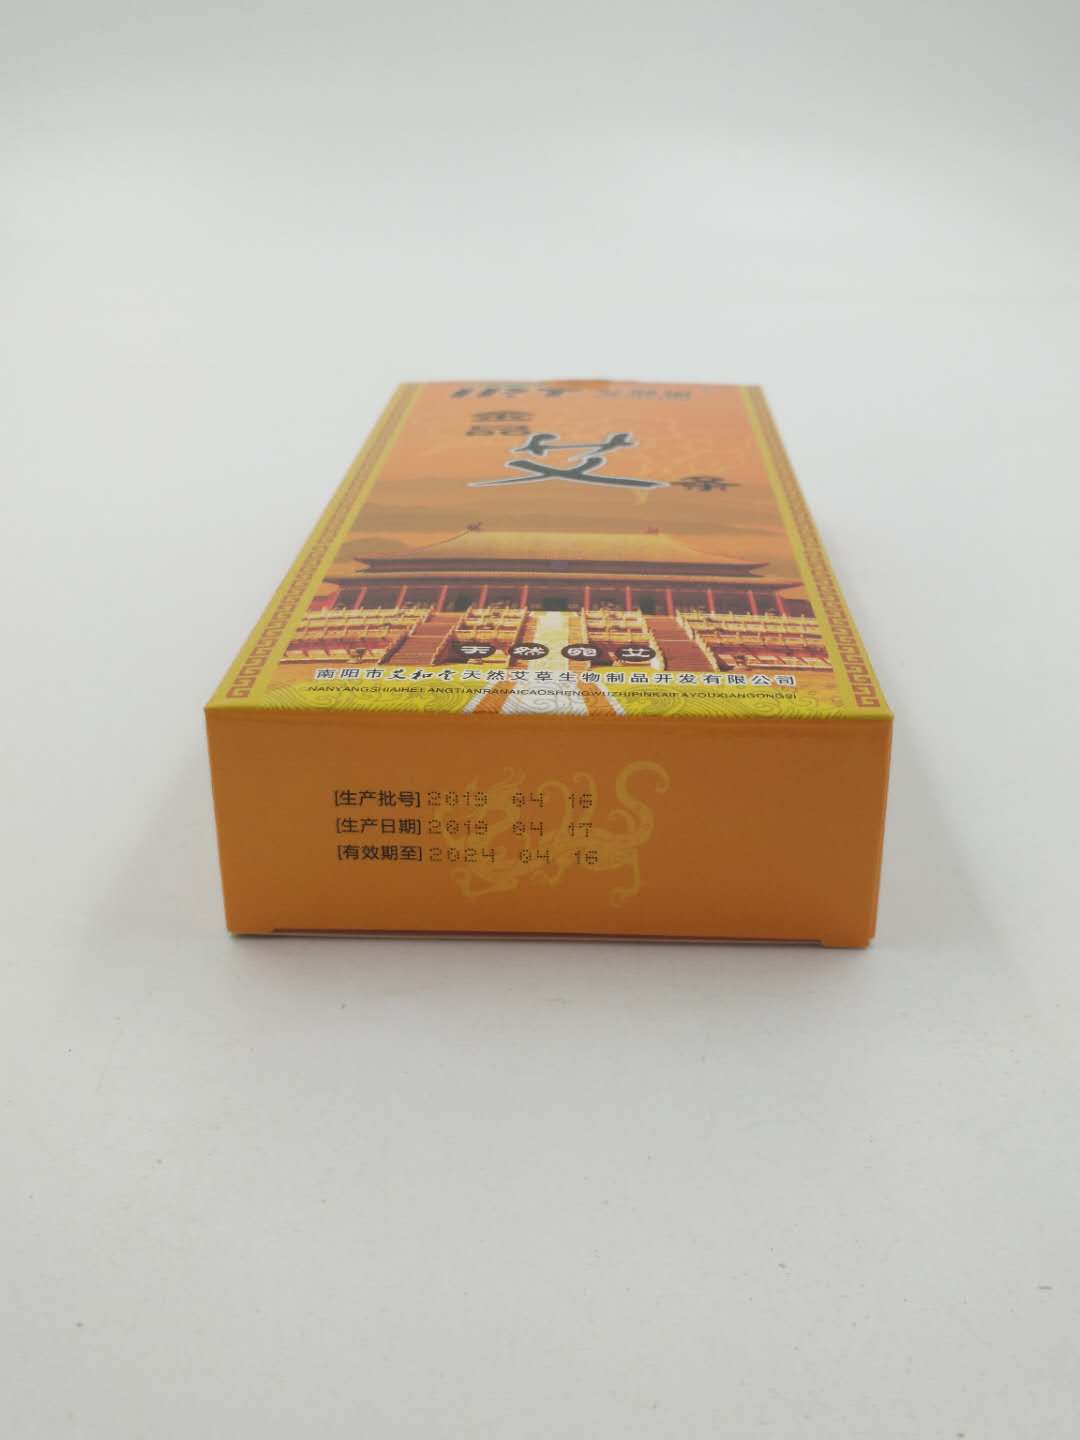 金品
艾条
天然宛艾
南阳市艾和堂天然艾草生物制品开发有限公司
[生产批号] 2019 04 16
[生产日期] 2019 04 17
[有效期至] 2024 04 16